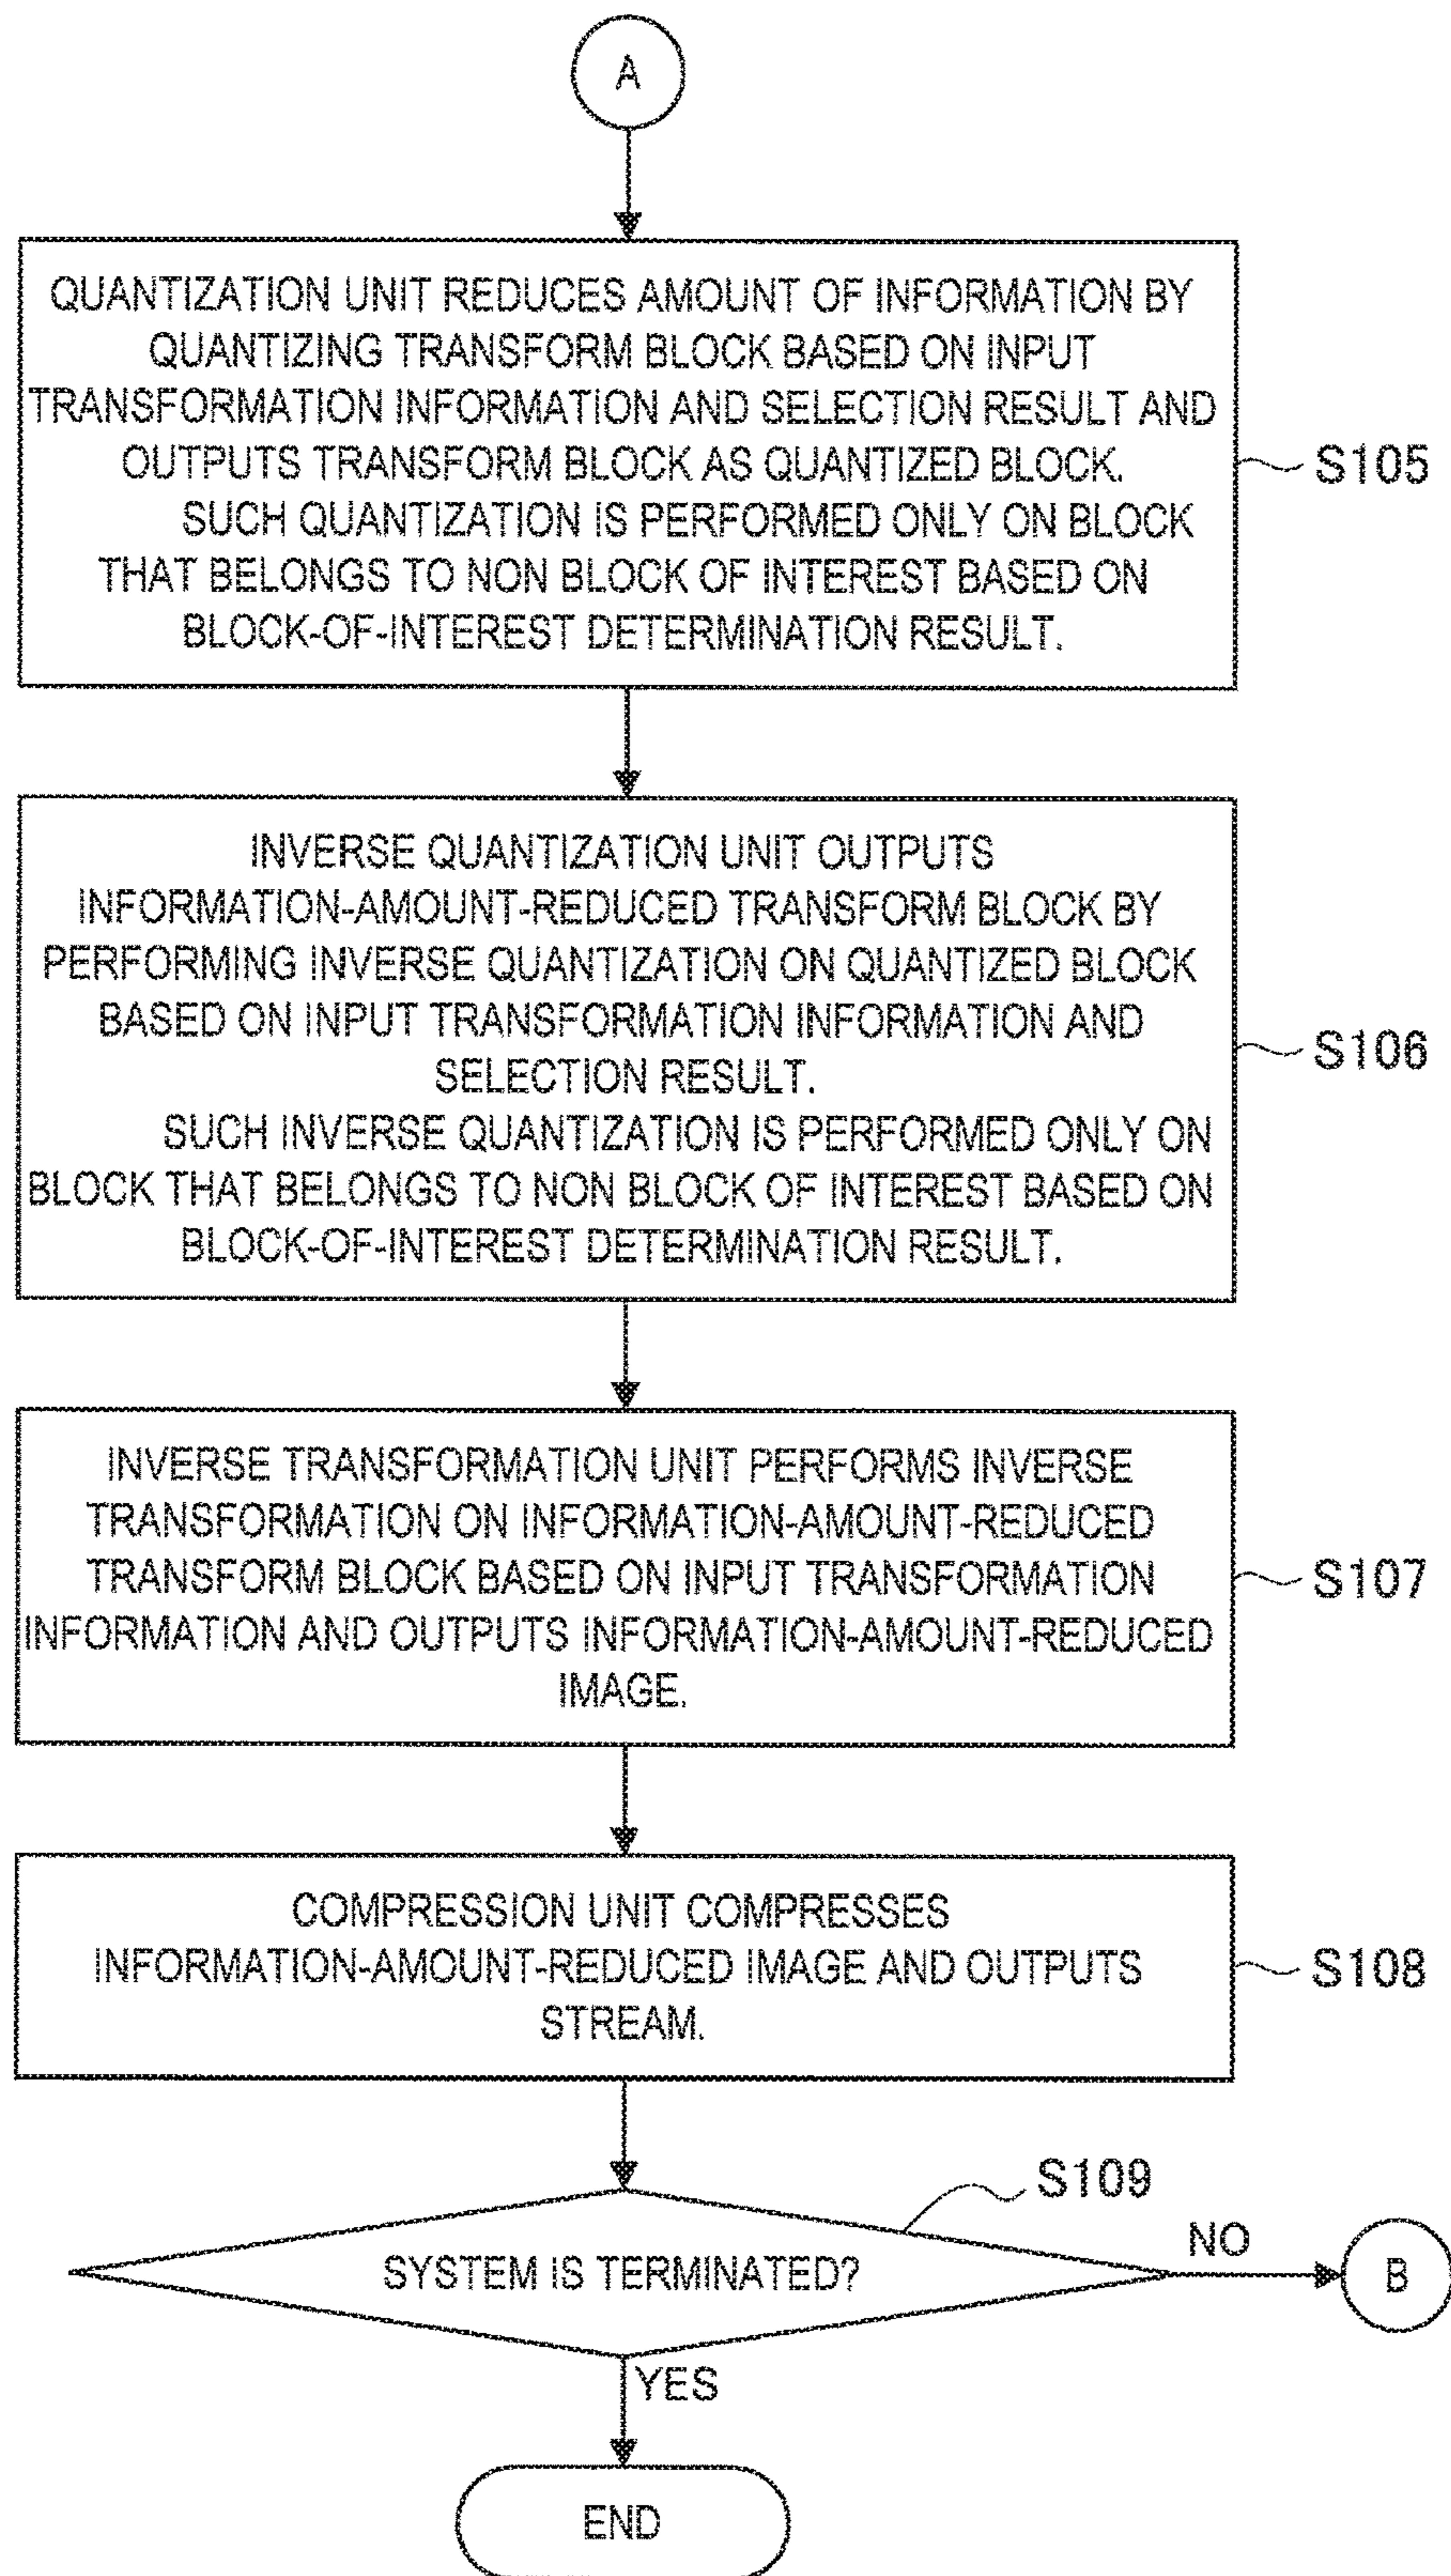 A
QUANTIZATION UNIT REDUCES AMOUNT OF INFORMATION BY
QUANTIZING TRANSFORM BLOCK BASED ON INPUT
TRANSFORMATION INFORMATION AND SELECTION RESULT AND
OUTPUTS TRANSFORM BLOCK AS QUANTIZED BLOCK.
SUCH QUANTIZATION IS PERFORMED ONLY ON BLOCK
THAT BELONGS TO NON BLOCK OF INTEREST BASED ON
BLOCK-OF-INTEREST DETERMINATION RESULT.
S105
INVERSE QUANTIZATION UNIT OUTPUTS
INFORMATION-AMOUNT-REDUCED TRANSFORM BLOCK BY
PERFORMING INVERSE QUANTIZATION ON QUANTIZED BLOCK
BASED ON INPUT TRANSFORMATION INFORMATION AND
SELECTION RESULT.
SUCH INVERSE QUANTIZATION IS PERFORMED ONLY ON
BLOCK THAT BELONGS TO NON BLOCK OF INTEREST BASED ON
BLOCK-OF-INTEREST DETERMINATION RESULT.
S106
INVERSE TRANSFORMATION UNIT PERFORMS INVERSE
TRANSFORMATION ON INFORMATION-AMOUNT-REDUCED
TRANSFORM BLOCK BASED ON INPUT TRANSFORMATION
INFORMATION AND OUTPUTS INFORMATION-AMOUNT-REDUCED
IMAGE.
S107
COMPRESSION UNIT COMPRESSES
INFORMATION-AMOUNT-REDUCED IMAGE AND OUTPUTS
STREAM.
S108
S109
SYSTEM IS TERMINATED?
NO
B
YES
END